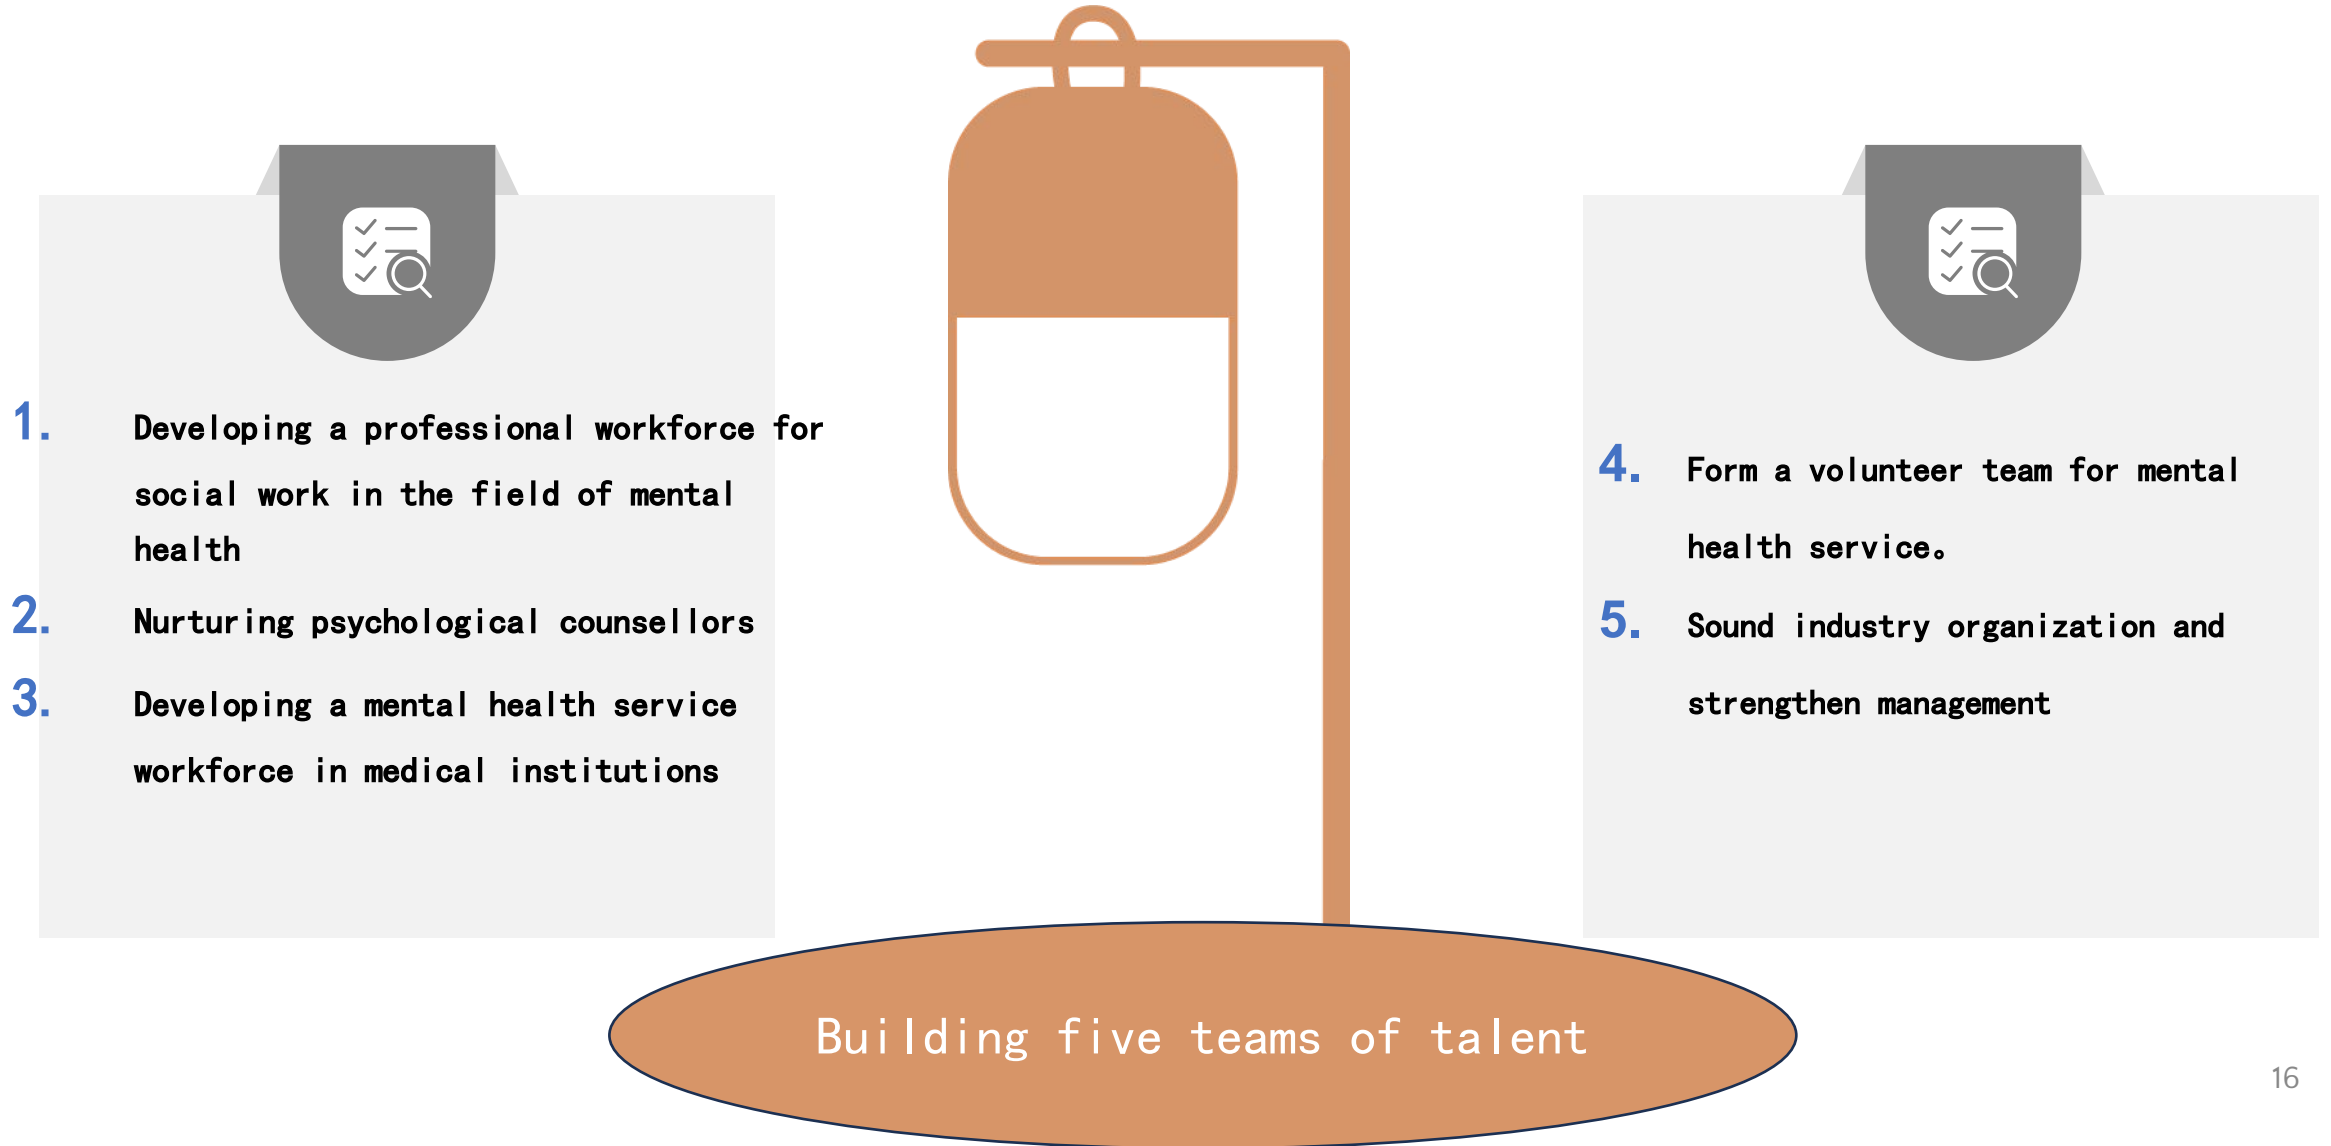 1. Developing a professional workforce for
social work in the field of mental
health
2. Nurturing psychological counsellors
3. Developing a mental health service
workforce in medical institutions
4. Form a volunteer team for mental
health service。
5. Sound industry organization and
strengthen management
Building five teams of talent
16